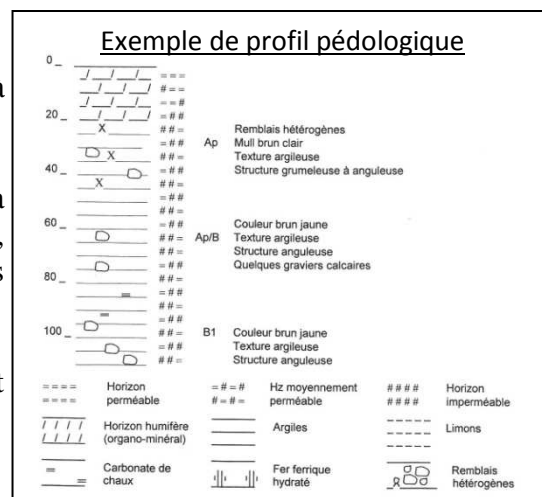 Exemple de profil pédologique
0
20
Remblais hétérogènes
Ap Mull brun clair
Texture argileuse
40 Structure grumeleuse à anguleuse
60 Couleur brun jaune
Ap/B Texture argileuse
Structure anguleuse
Quelques graviers calcaires
80
100 B1 Couleur brun jaune
Texture argileuse
Structure anguleuse
= = = = Horizon = # = # Hz moyennement # # # # Horizon
= = = = perméable # = # = perméable # # # # imperméable
Horizon humifère Argiles Limons
(organo-minéral)
Carbonate de Fer ferrique Remblais
chaux hydraté hétérogènes